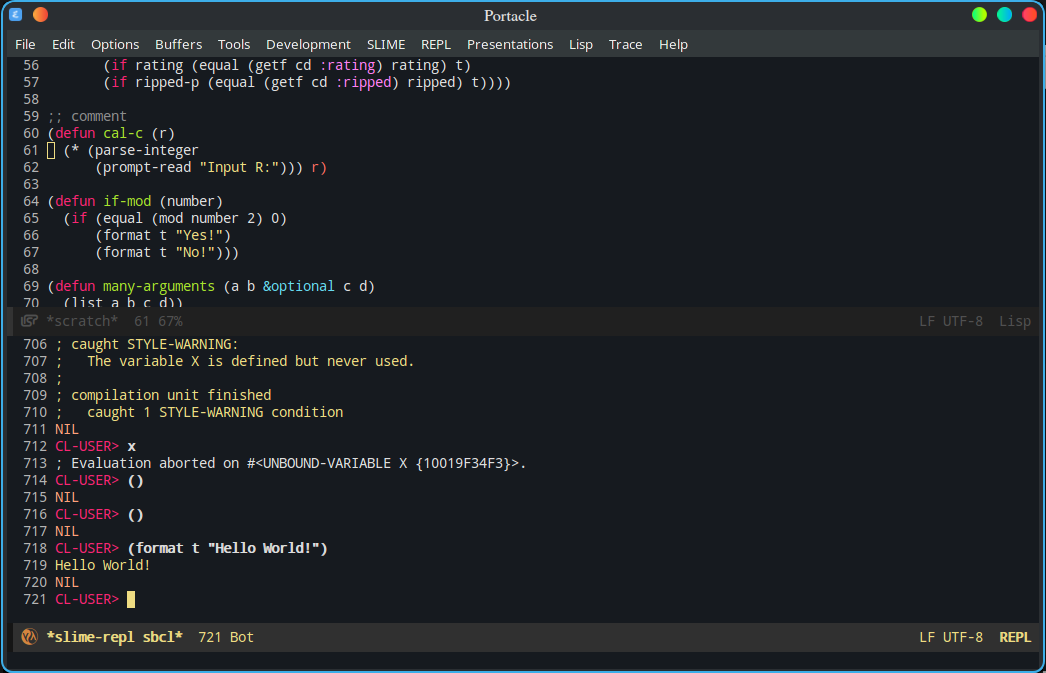 Portacle
File Edit Options Buffers Tools Development SLIME REPL Presentations Lisp Trace Help
56         (if rating (equal (getf cd :rating) rating) t)
57         (if ripped-p (equal (getf cd :ripped) ripped) t))))
58
59 ;; comment
60 (defun cal-c (r)
61   (* (parse-integer
62       (prompt-read "Input R:"))) r)
63
64 (defun if-mod (number)
65   (if (equal (mod number 2) 0)
66       (format t "Yes!")
67       (format t "No!")))
68
69 (defun many-arguments (a b &optional c d)
70   (list a b c d))
*scratch*  61 67%  LF UTF-8  Lisp
706 ; caught STYLE-WARNING:
707 ;   The variable X is defined but never used.
708 ;
709 ; compilation unit finished
710 ;   caught 1 STYLE-WARNING condition
711 NIL
712 CL-USER> x
713 ; Evaluation aborted on #<UNBOUND-VARIABLE X {10019F34F3}>.
714 CL-USER> ()
715 NIL
716 CL-USER> ()
717 NIL
718 CL-USER> (format t "Hello World!")
719 Hello World!
720 NIL
721 CL-USER>
*slime-repl sbcl*  721 Bot  LF UTF-8  REPL